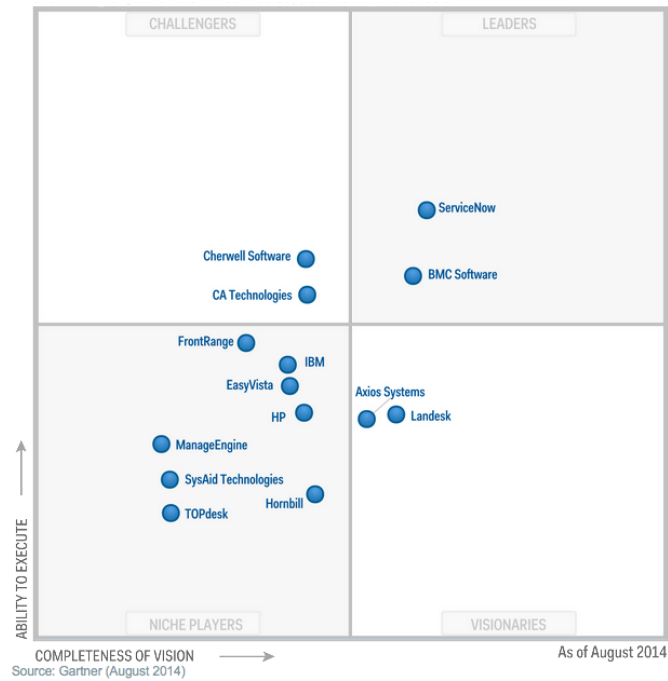 CHALLENGERS
LEADERS
ServiceNow
Cherwell Software
BMC Software
CA Technologies
FrontRange
IBM
EasyVista
Axios Systems
HP
Landesk
ManageEngine
SysAid Technologies
Hornbill
TOPdesk
ABILITY TO EXECUTE
NICHE PLAYERS
VISIONARIES
COMPLETENESS OF VISION
As of August 2014
Source: Gartner (August 2014)